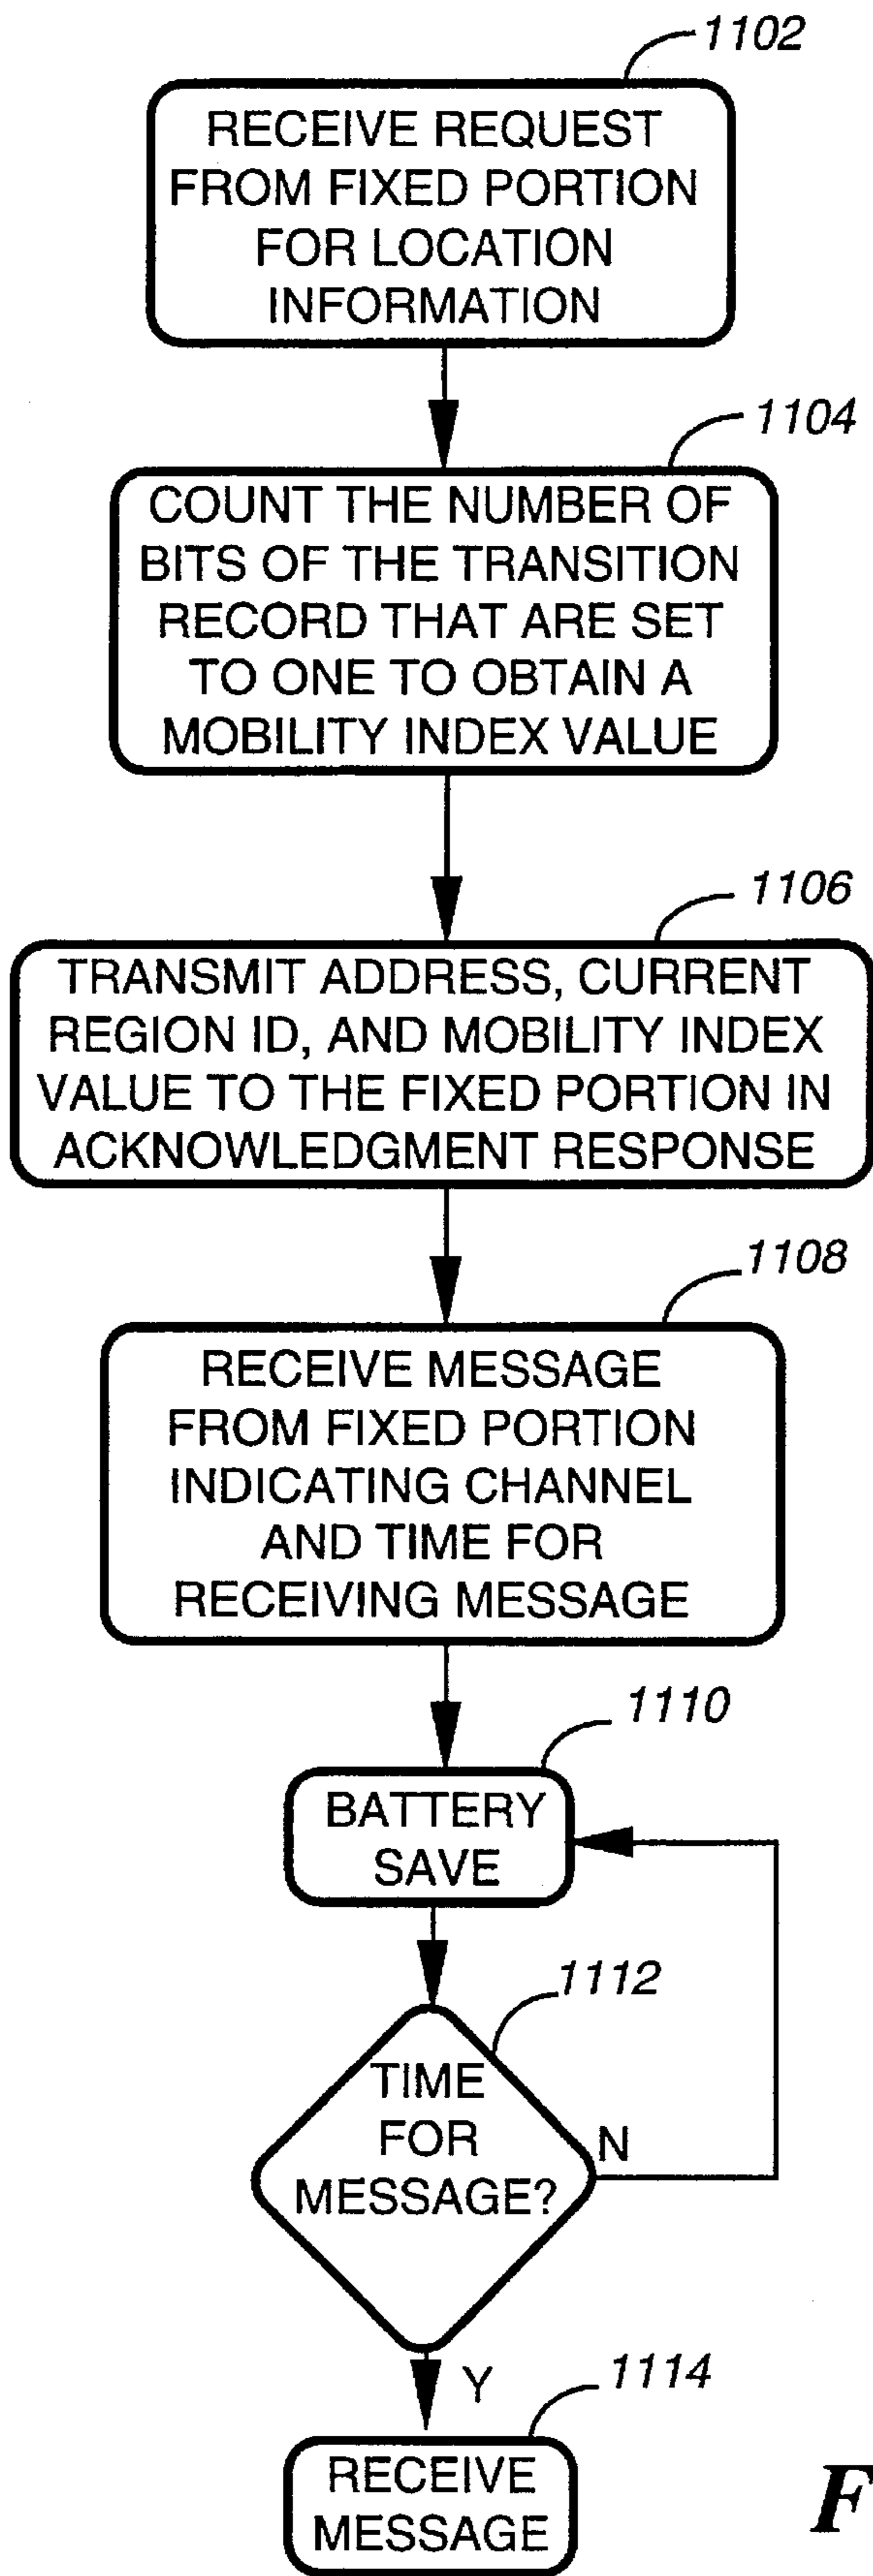 1102
RECEIVE REQUEST
FROM FIXED PORTION
FOR LOCATION
INFORMATION
1104
COUNT THE NUMBER OF
BITS OF THE TRANSITION
RECORD THAT ARE SET
TO ONE TO OBTAIN A
MOBILITY INDEX VALUE
1106
TRANSMIT ADDRESS, CURRENT
REGION ID, AND MOBILITY INDEX
VALUE TO THE FIXED PORTION IN
ACKNOWLEDGMENT RESPONSE
1108
RECEIVE MESSAGE
FROM FIXED PORTION
INDICATING CHANNEL
AND TIME FOR
RECEIVING MESSAGE
1110
BATTERY
SAVE
1112
TIME
FOR
MESSAGE?
N
Y
1114
RECEIVE
MESSAGE
F